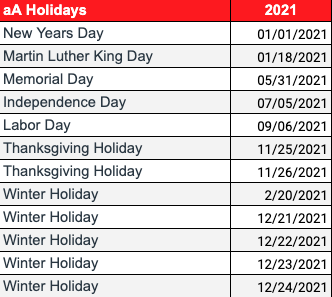 aA Holidays 2021
New Years Day 01/01/2021
Martin Luther King Day 01/18/2021
Memorial Day 05/31/2021
Independence Day 07/05/2021
Labor Day 09/06/2021
Thanksgiving Holiday 11/25/2021
Thanksgiving Holiday 11/26/2021
Winter Holiday 2/20/2021
Winter Holiday 12/21/2021
Winter Holiday 12/22/2021
Winter Holiday 12/23/2021
Winter Holiday 12/24/2021